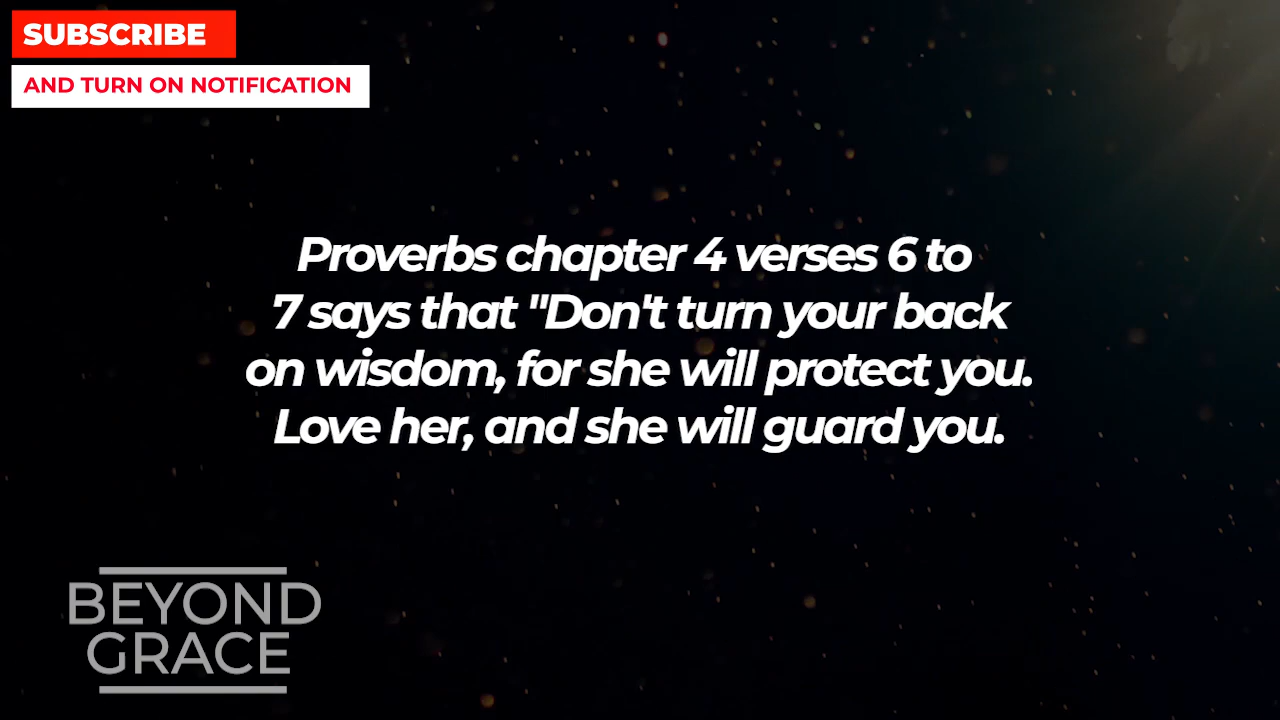 SUBSCRIBE
AND TURN ON NOTIFICATION
Proverbs chapter 4 verses 6 to
7 says that "Don't turn your back
on wisdom, for she will protect you.
Love her, and she will guard you.
BEYOND
GRACE